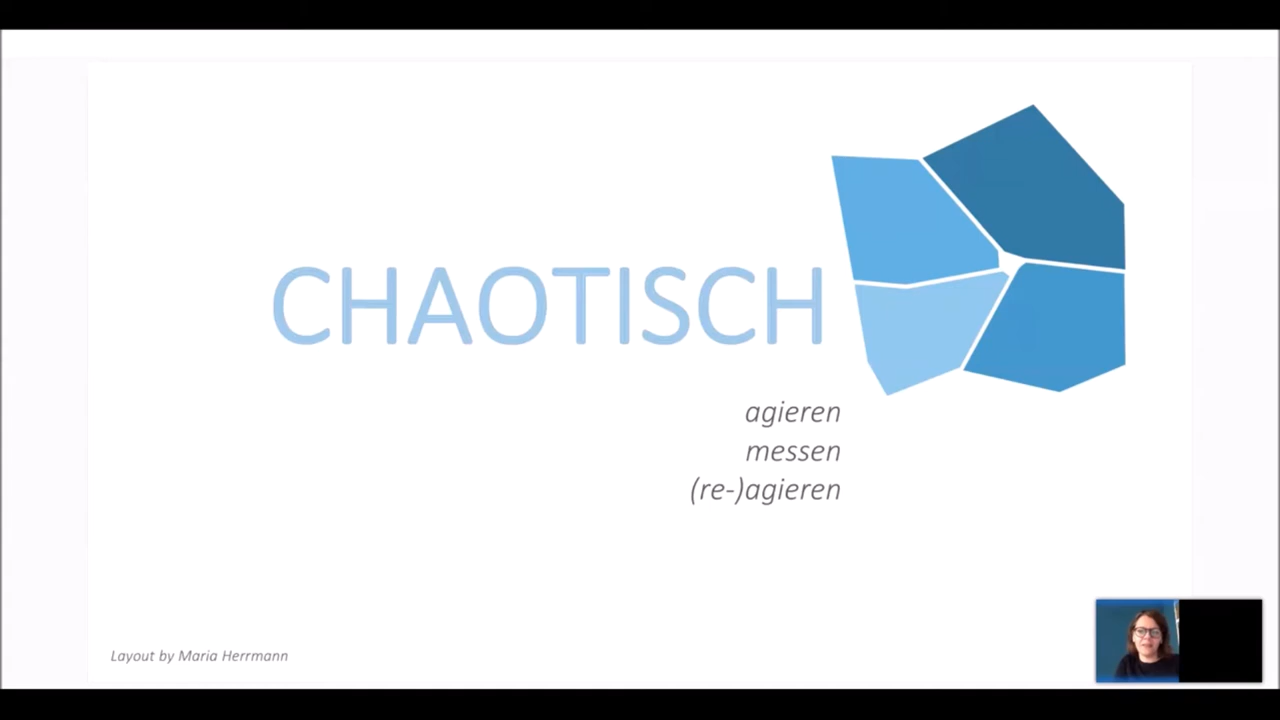 CHAOTISCH
agieren
messen
(re-)agieren
Layout by Maria Herrmann